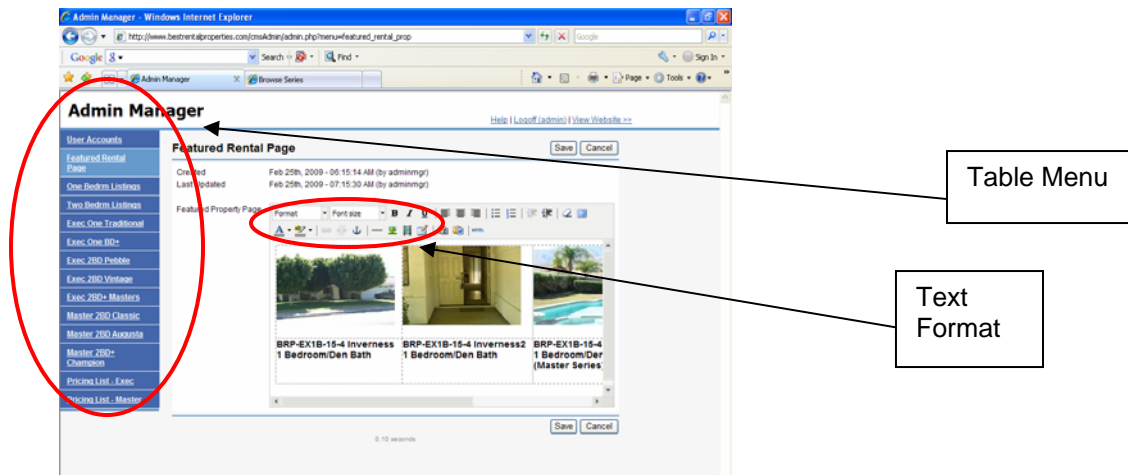 Admin Manager - Windows Internet Explorer
http://www.bestrentalproperties.com/cmsAdmin/admin.php?menu=featured_rental_prop
Google
Google
Search
Find
Sign In
Admin Manager X
Browse Series
Page
Tools
Admin Manager
Help | Logoff (admin) | View Website >>
User Accounts
Featured Rental
Page
One Bedrm Listings
Two Bedrm Listings
Exec One Traditional
Exec One BD+
Exec 2BD Pebble
Exec 2BD Vintage
Exec 2BD+ Masters
Master 2BD Classic
Master 2BD Augusta
Master 2BD+
Champion
Pricing List - Exec
Pricing List - Master
Featured Rental Page
Save Cancel
Created Feb 25th, 2009 - 06:15:14 AM (by adminmgr)
Last Updated Feb 25th, 2009 - 07:15:30 AM (by adminmgr)
Featured Property Page
Format Font size B I U
A
HTML
BRP-EX1B-15-4 Inverness
1 Bedroom/Den Bath
BRP-EX1B-15-4 Inverness2
1 Bedroom/Den Bath
BRP-EX1B-15-4
1 Bedroom/Den
(Master Series)
Save Cancel
0.10 seconds
Table Menu
Text
Format